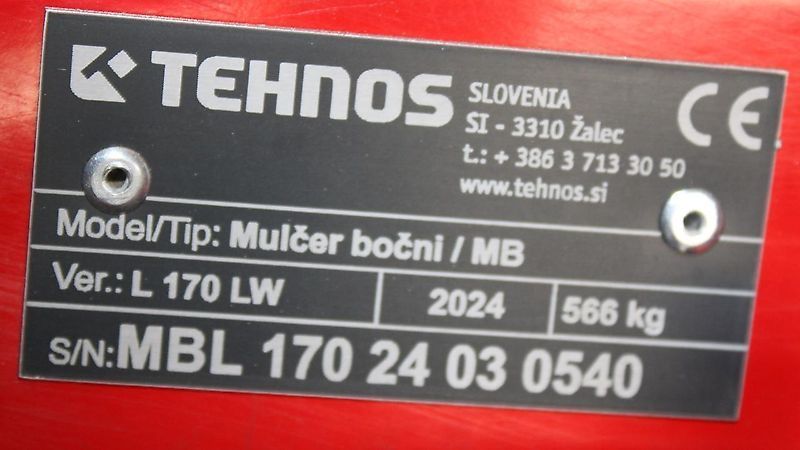 TEHNOS
SLOVENIA
SI - 3310 Žalec
t.: + 386 3 713 30 50
www.tehnos.si
CE
Model/Tip: Mulčer bočni / MB
Ver.: L 170 LW 2024 566 kg
S/N: MBL 170 24 03 0540